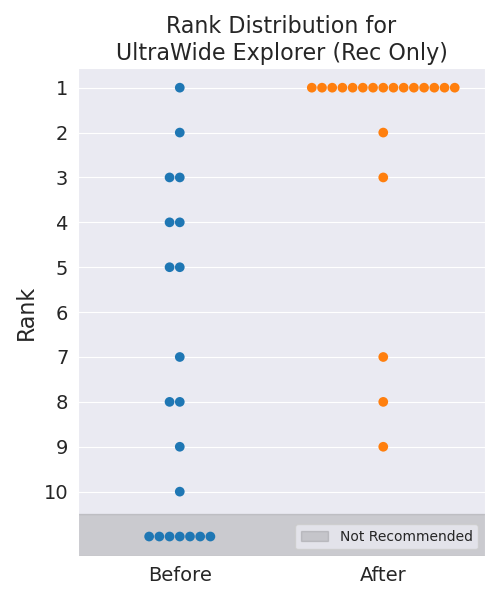 Rank Distribution for
UltraWide Explorer (Rec Only)
Rank
1
2
3
4
5
6
7
8
9
10
Not Recommended
Before
After